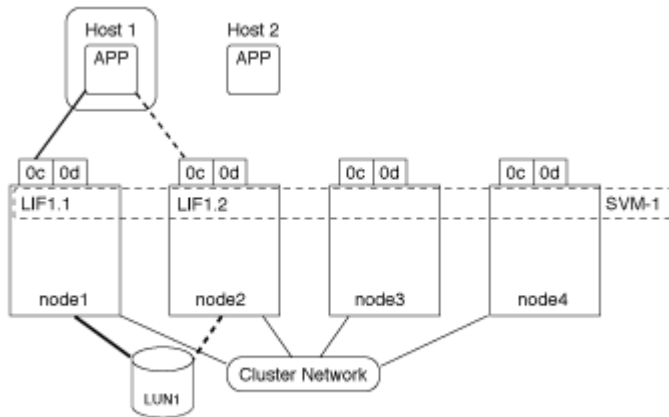 Host 1
Host 2
APP
APP
0c 0d
0c 0d
0c 0d
0c 0d
LIF1.1
LIF1.2
SVM-1
node1
node2
node3
node4
Cluster Network
LUN1